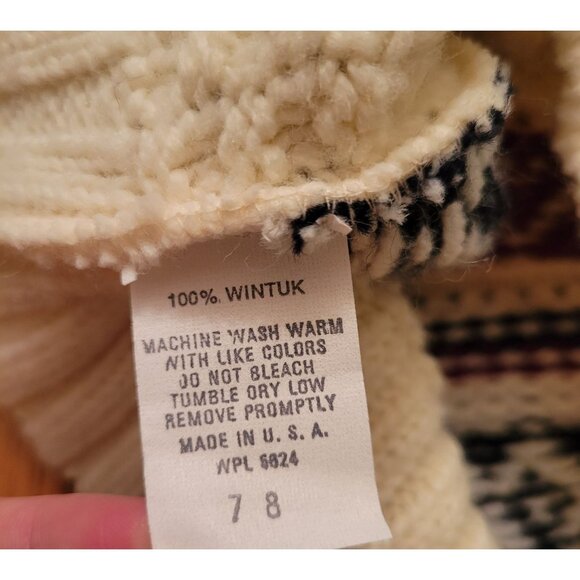 100% WINTUK
MACHINE WASH WARM
WITH LIKE COLORS
DO NOT BLEACH
TUMBLE DRY LOW
REMOVE PROMPTLY
MADE IN U. S. A.
WPL 6624
7 8